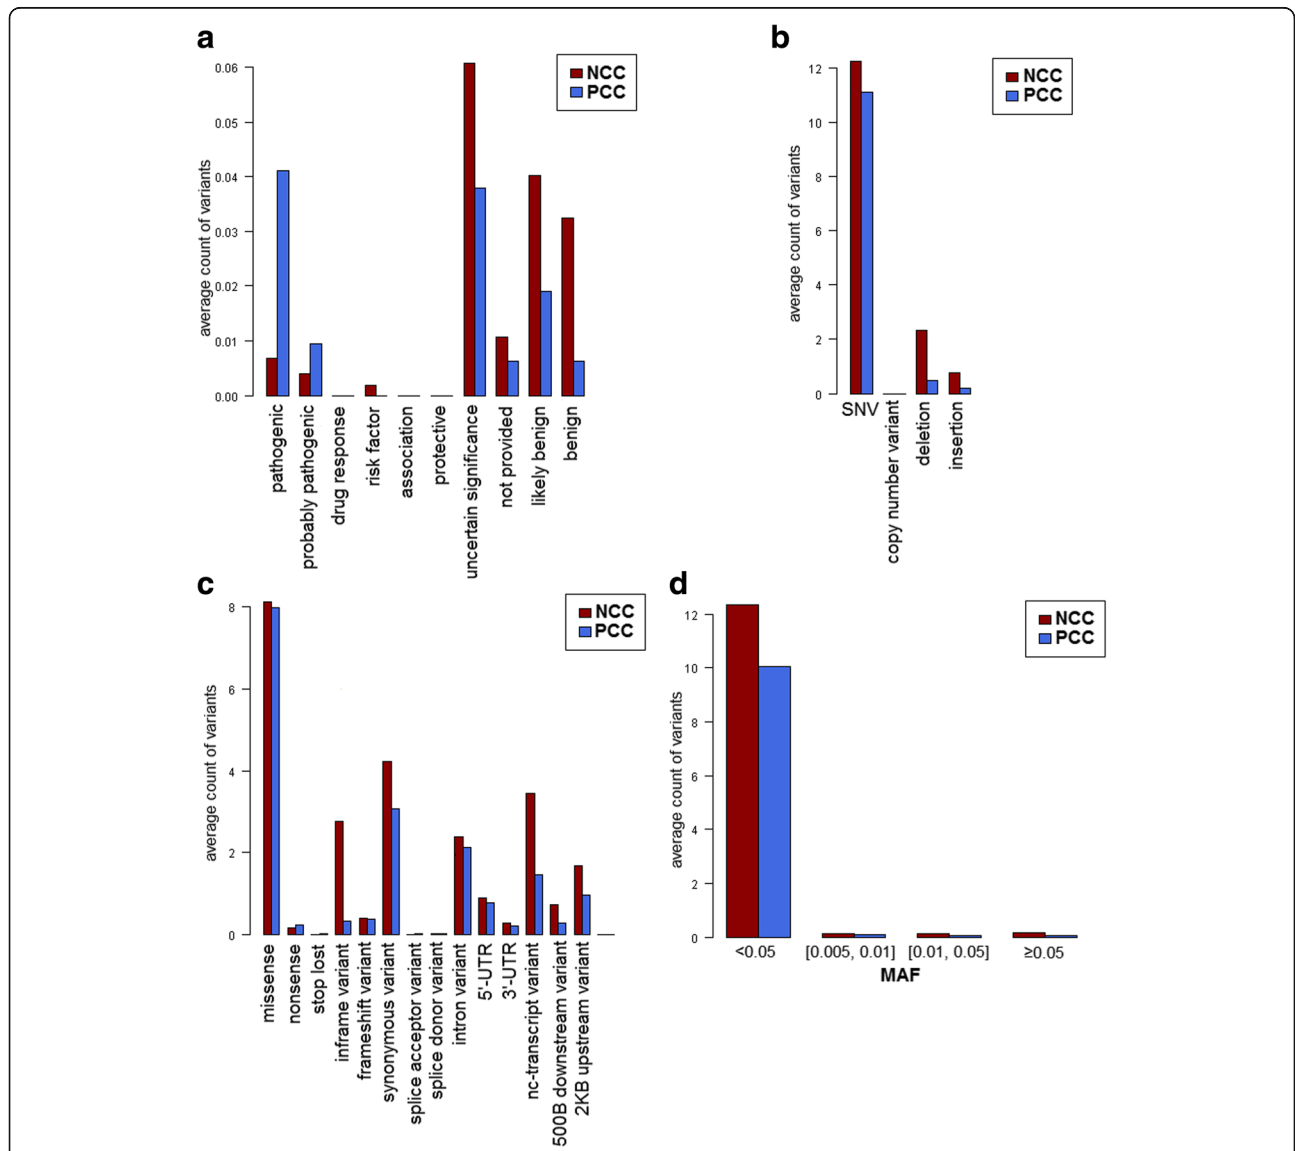 a
NCC
PCC
average count of variants
0.06
0.05
0.04
0.03
0.02
0.01
0.00
pathogenic
probably pathogenic
drug response
risk factor
association
protective
uncertain significance
not provided
likely benign
benign
b
NCC
PCC
average count of variants
12
10
8
6
4
2
0
SNV
copy number variant
deletion
insertion
c
NCC
PCC
average count of variants
8
6
4
2
0
missense
nonsense
stop lost
inframe variant
frameshift variant
synonymous variant
splice acceptor variant
splice donor variant
intron variant
5'-UTR
3'-UTR
nc-transcript variant
500B downstream variant
2KB upstream variant
d
NCC
PCC
average count of variants
12
10
8
6
4
2
0
<0.05
[0.005, 0.01]
[0.01, 0.05]
≥0.05
MAF